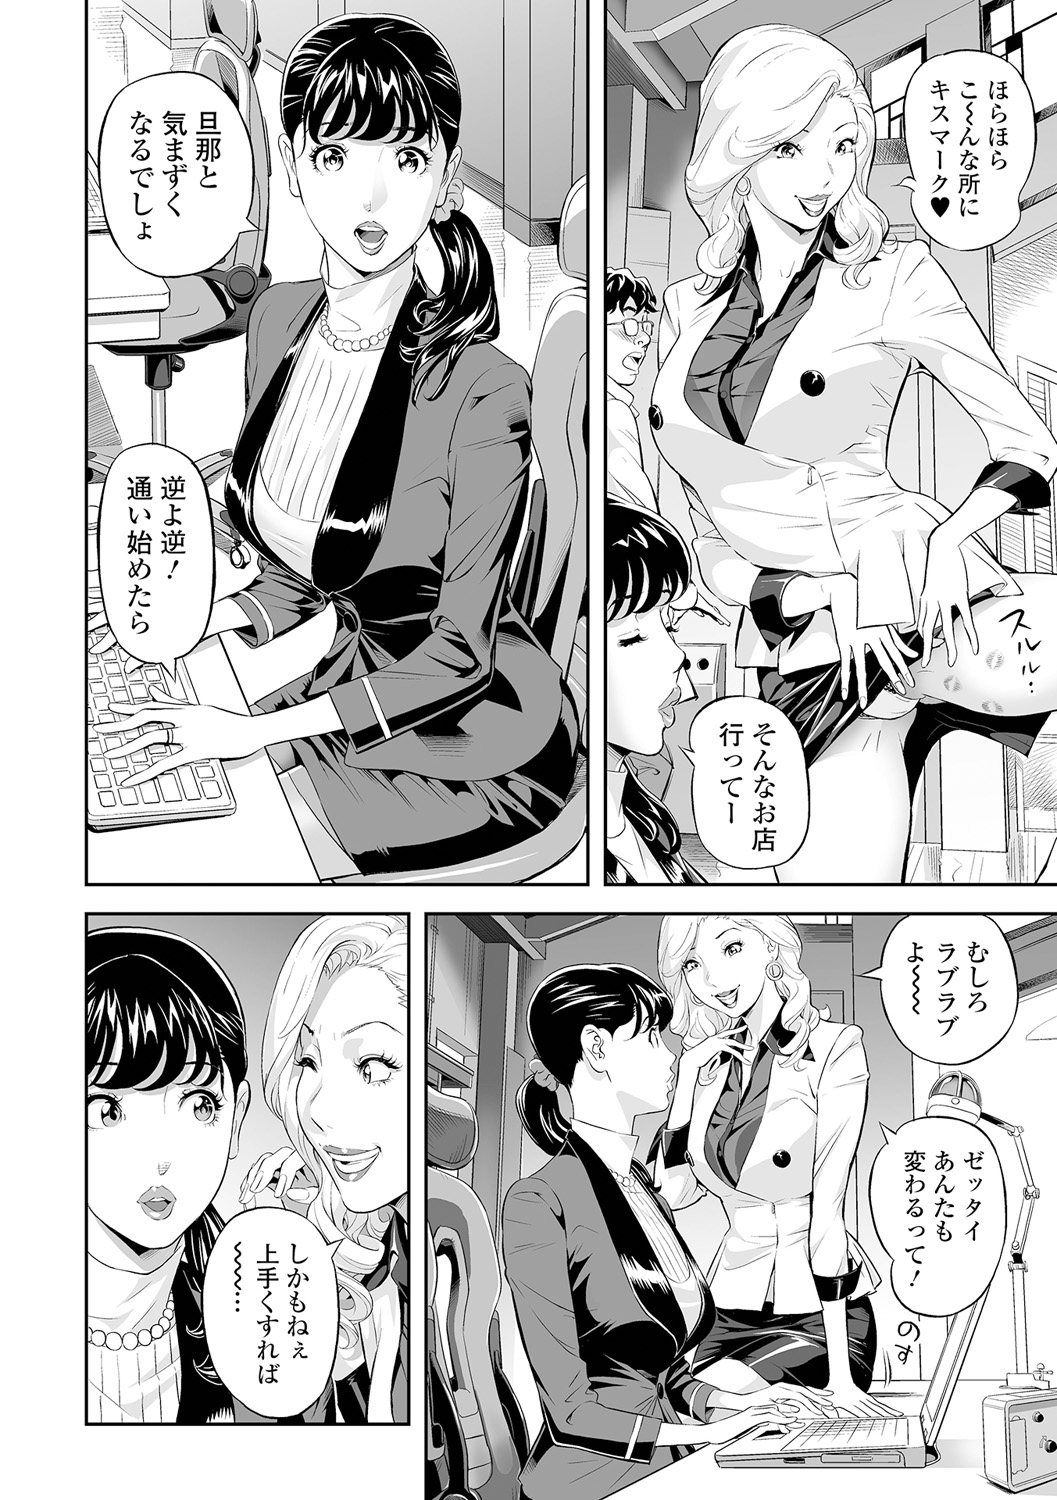 ほらほら
こ〜んな所に
キスマーク♥
スルル…
そんなお店
行ってー
旦那と
気まずく
なるでしょ
逆よ逆！
通い始めたら
むしろ
ラブラブ
よ〜〜〜
ゼッタイ
あんたも
変わるって！
のす
しかもねぇ
上手くすれば
〜〜〜〜…